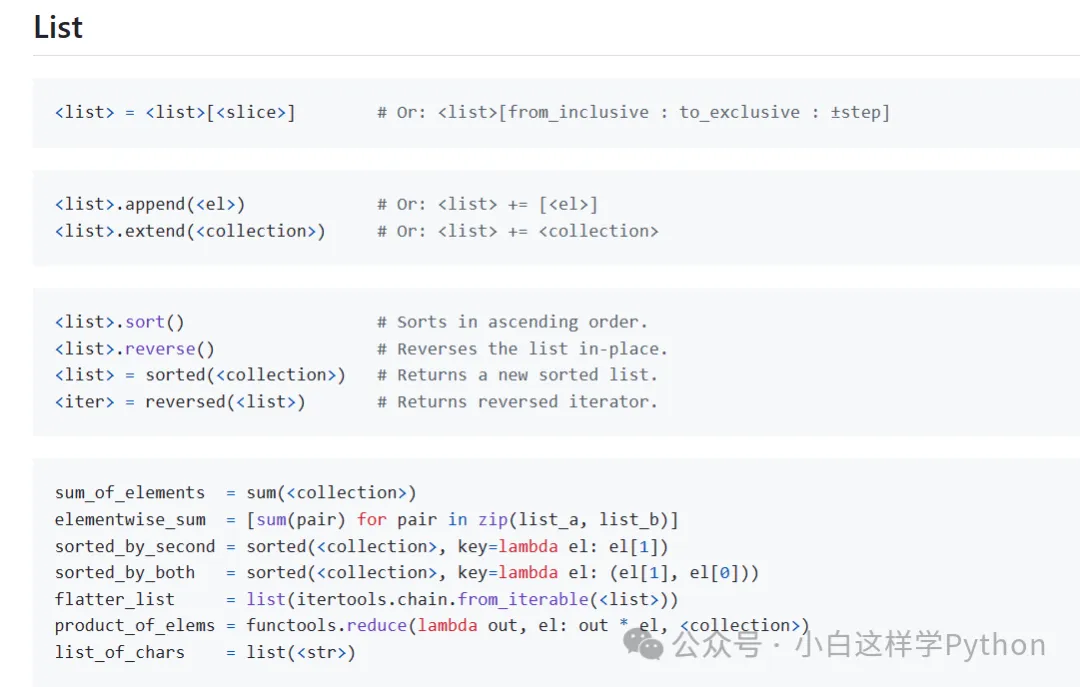 List
<list> = <list>[<slice>]        # Or: <list>[from_inclusive : to_exclusive : ±step]
<list>.append(<el>)             # Or: <list> += [<el>]
<list>.extend(<collection>)     # Or: <list> += <collection>
<list>.sort()                   # Sorts in ascending order.
<list>.reverse()                # Reverses the list in-place.
<list> = sorted(<collection>)   # Returns a new sorted list.
<iter> = reversed(<list>)       # Returns reversed iterator.
sum_of_elements  = sum(<collection>)
elementwise_sum  = [sum(pair) for pair in zip(list_a, list_b)]
sorted_by_second = sorted(<collection>, key=lambda el: el[1])
sorted_by_both   = sorted(<collection>, key=lambda el: (el[1], el[0]))
flatter_list     = list(itertools.chain.from_iterable(<list>))
product_of_elems = functools.reduce(lambda out, el: out * el, <collection>)
list_of_chars    = list(<str>)
公众号 · 小白这样学Python